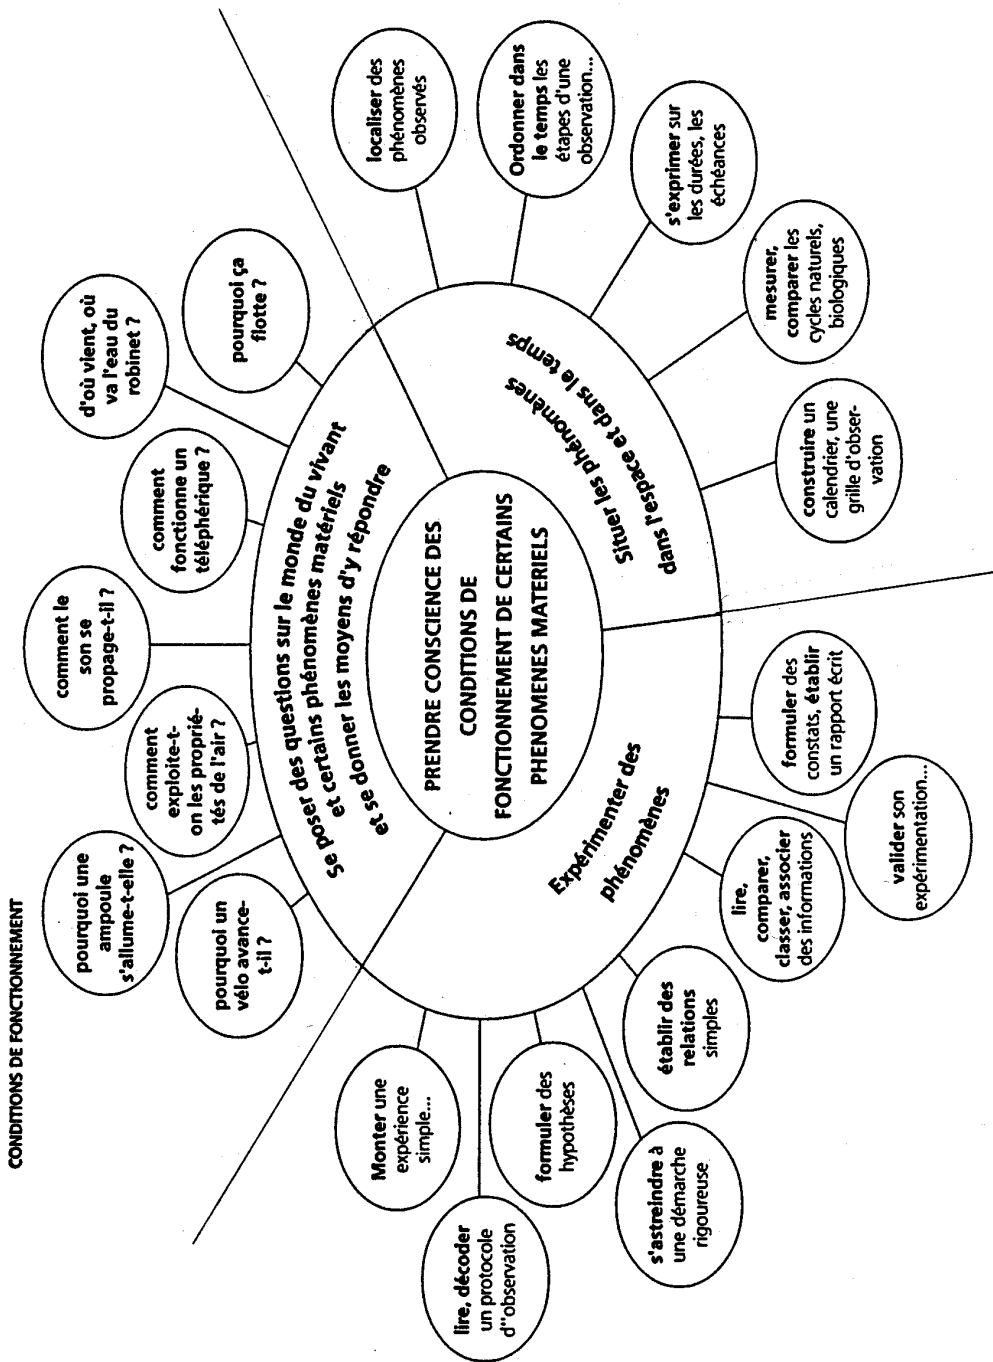 CONDITIONS DE FONCTIONNEMENT
pourquoi une
ampoule
s'allume-t-elle ?
pourquoi un
vélo avance-
t-il ?
comment
exploite-t-
on les proprié-
tés de l'air ?
comment le
son se
propage-t-il ?
comment
fonctionne un
téléphérique ?
d'où vient, où
va l'eau du
robinet ?
pourquoi ça
flotte ?
Se poser des questions sur le monde du vivant
et certains phénomènes matériels
et se donner les moyens d'y répondre
PRENDRE CONSCIENCE DES
CONDITIONS DE
FONCTIONNEMENT DE CERTAINS
PHENOMENES MATERIELS
Situer les phénomènes
dans l'espace et dans le temps
localiser des
phénomènes
observés
Ordonner dans
le temps les
étapes d'une
observation...
s'exprimer sur
les durées, les
échéances
mesurer,
comparer les
cycles naturels,
biologiques
construire un
calendrier, une
grille d'obser-
vation
Expérimenter des
phénomènes
Monter une
expérience
simple...
lire, décoder
un protocole
d''observation
formuler des
hypothèses
s'astreindre à
une démarche
rigoureuse
établir des
relations
simples
lire,
comparer,
classer, associer
des informations
valider son
expérimentation...
formuler des
constats, établir
un rapport écrit